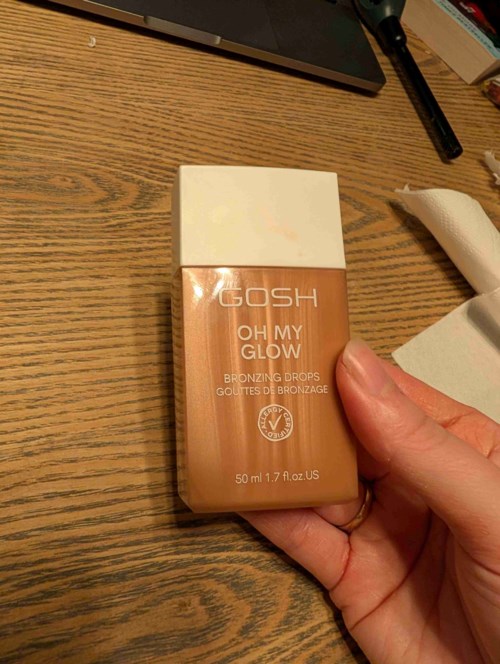 GOSH
OH MY
GLOW
BRONZING DROPS
GOUTTES DE BRONZAGE
ALLERGY CERTIFIED
50 ml 1.7 fl.oz.US